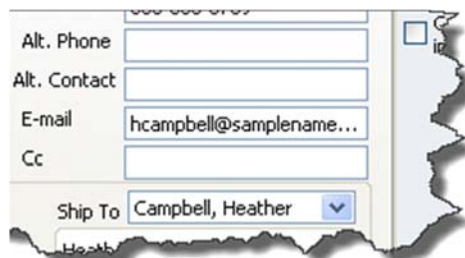 Alt. Phone
Alt. Contact
E-mail hcampbell@samplename...
Cc
Ship To Campbell, Heather